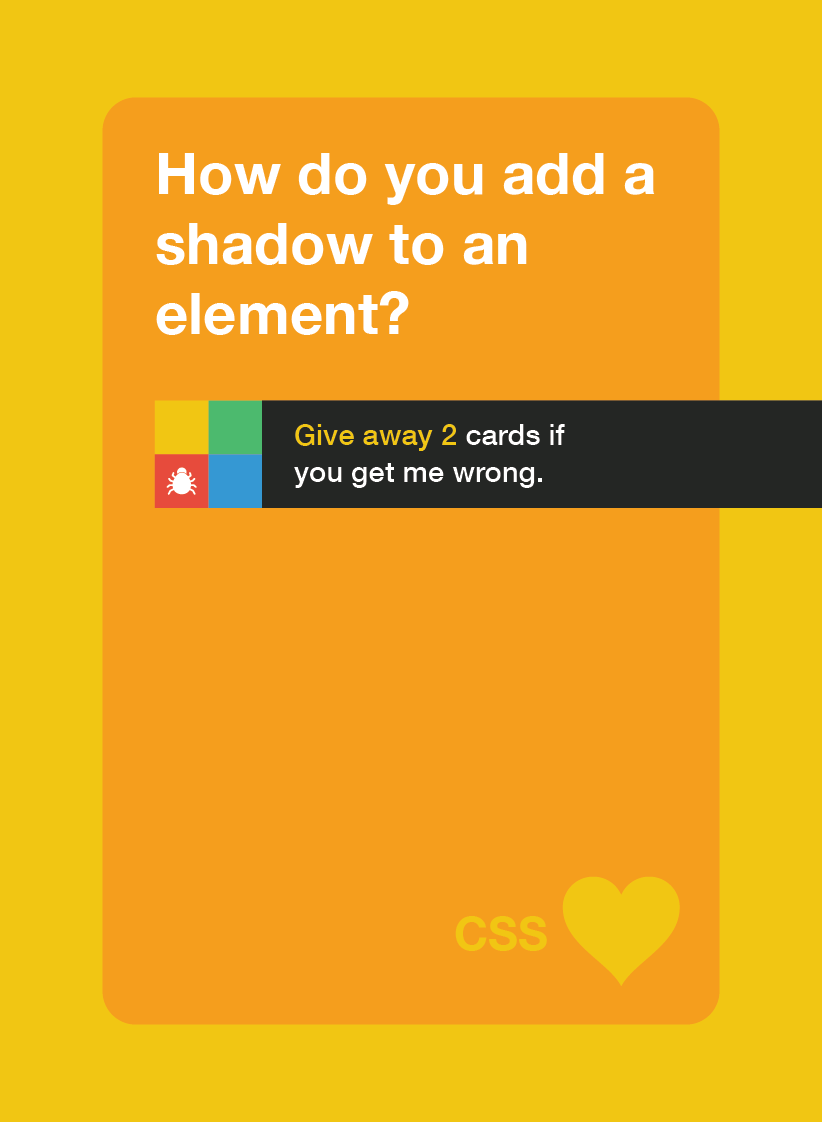 How do you add a
shadow to an
element?
Give away 2 cards if
you get me wrong.
CSS